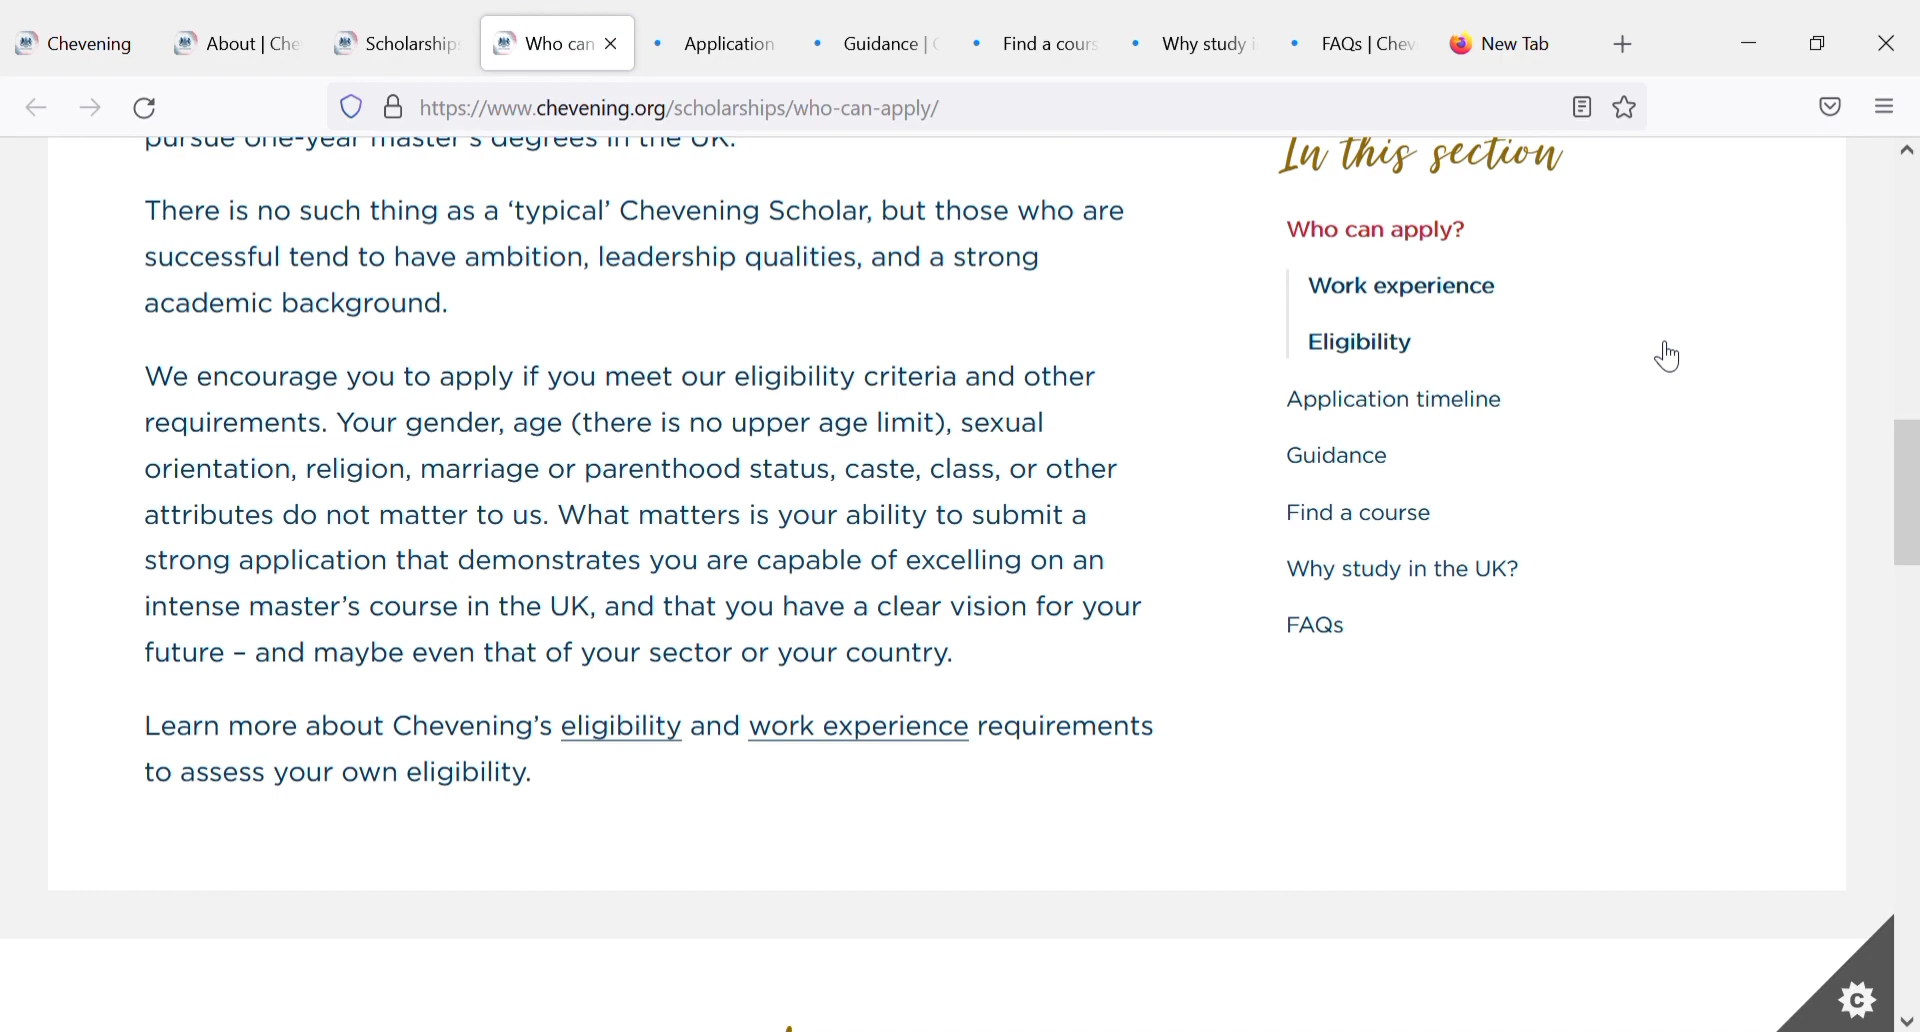 Chevening
About | Che
Scholarship
Who can
Application
Guidance | C
Find a cours
Why study i
FAQs | Chev
New Tab
https://www.chevening.org/scholarships/who-can-apply/
pursue one-year master's degrees in the UK.
There is no such thing as a ‘typical’ Chevening Scholar, but those who are
successful tend to have ambition, leadership qualities, and a strong
academic background.
We encourage you to apply if you meet our eligibility criteria and other
requirements. Your gender, age (there is no upper age limit), sexual
orientation, religion, marriage or parenthood status, caste, class, or other
attributes do not matter to us. What matters is your ability to submit a
strong application that demonstrates you are capable of excelling on an
intense master’s course in the UK, and that you have a clear vision for your
future – and maybe even that of your sector or your country.
Learn more about Chevening’s eligibility and work experience requirements
to assess your own eligibility.
In this section
Who can apply?
Work experience
Eligibility
Application timeline
Guidance
Find a course
Why study in the UK?
FAQs
C